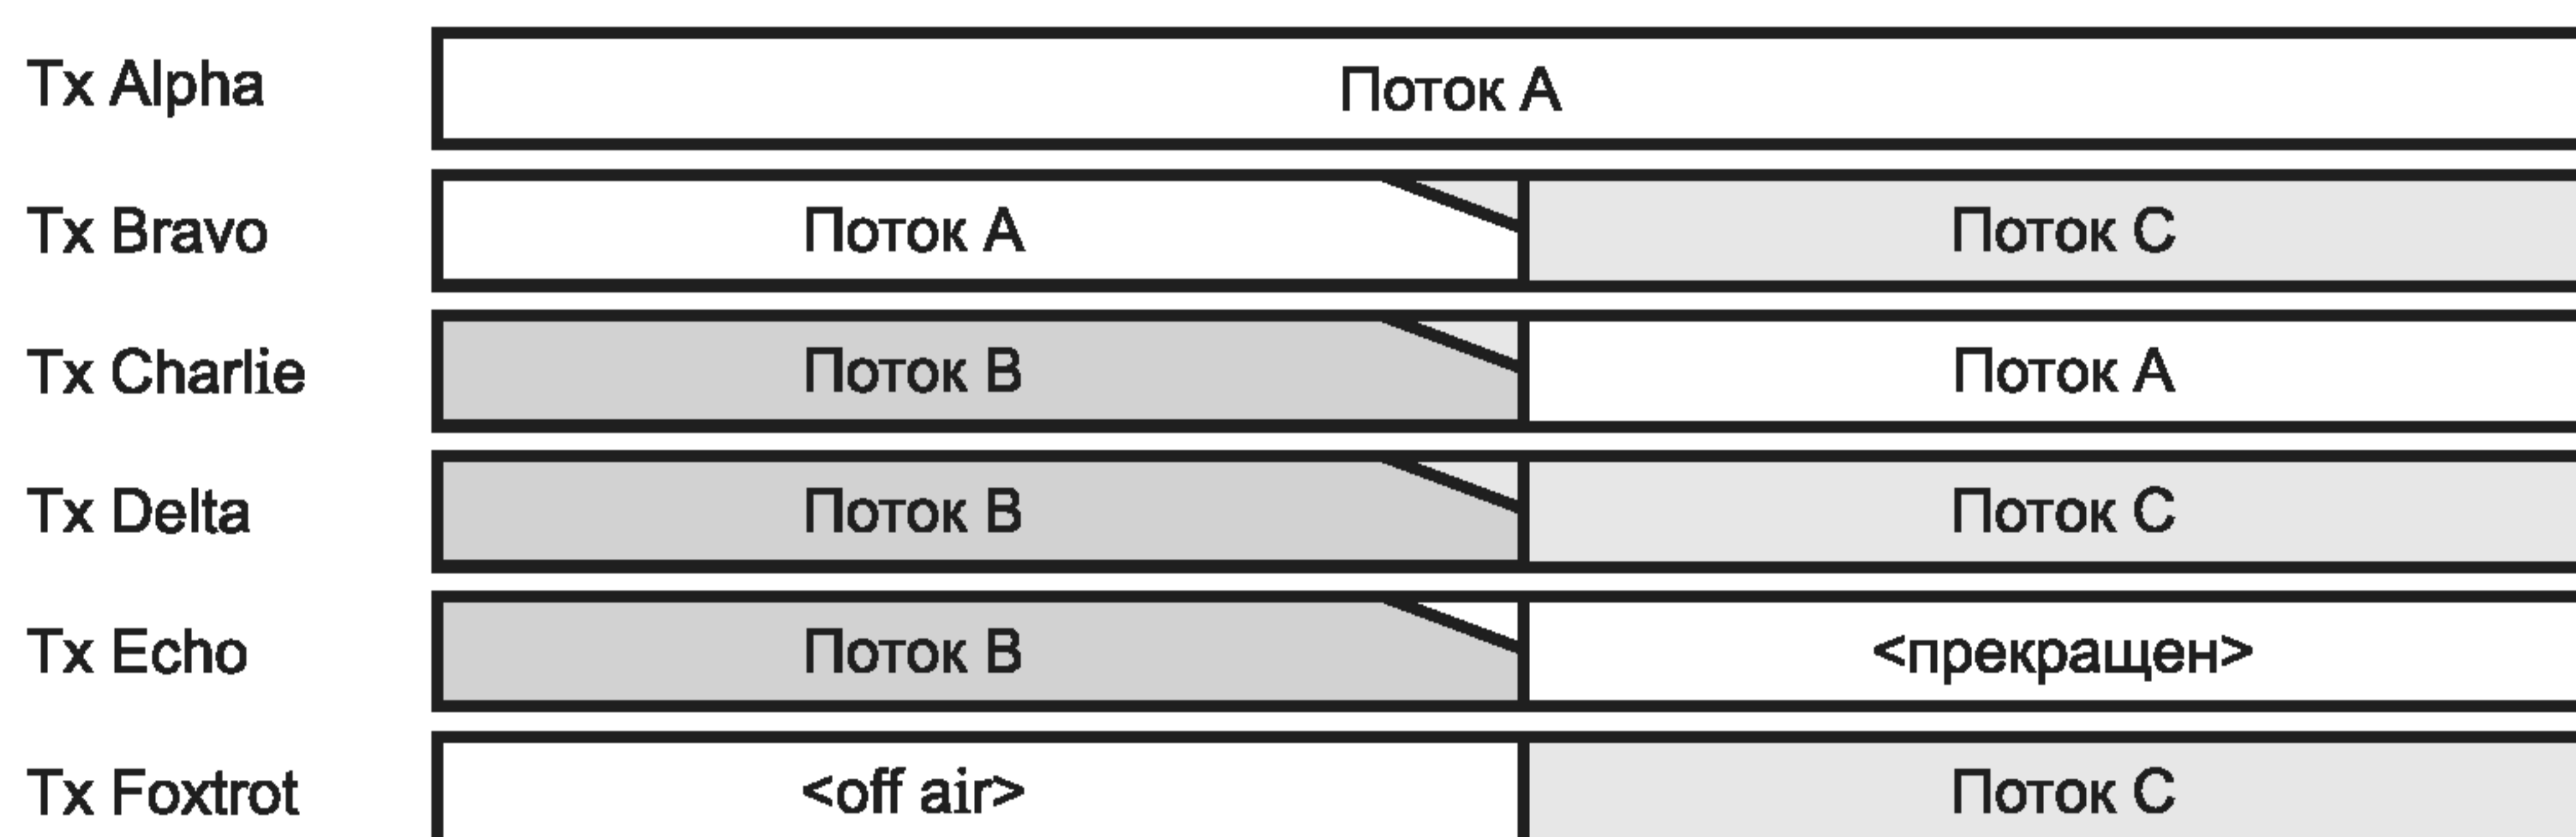 Tx Alpha Поток A
Tx Bravo Поток A Поток C
Tx Charlie Поток B Поток A
Tx Delta Поток B Поток C
Tx Echo Поток B <прекращен>
Tx Foxtrot <off air> Поток C